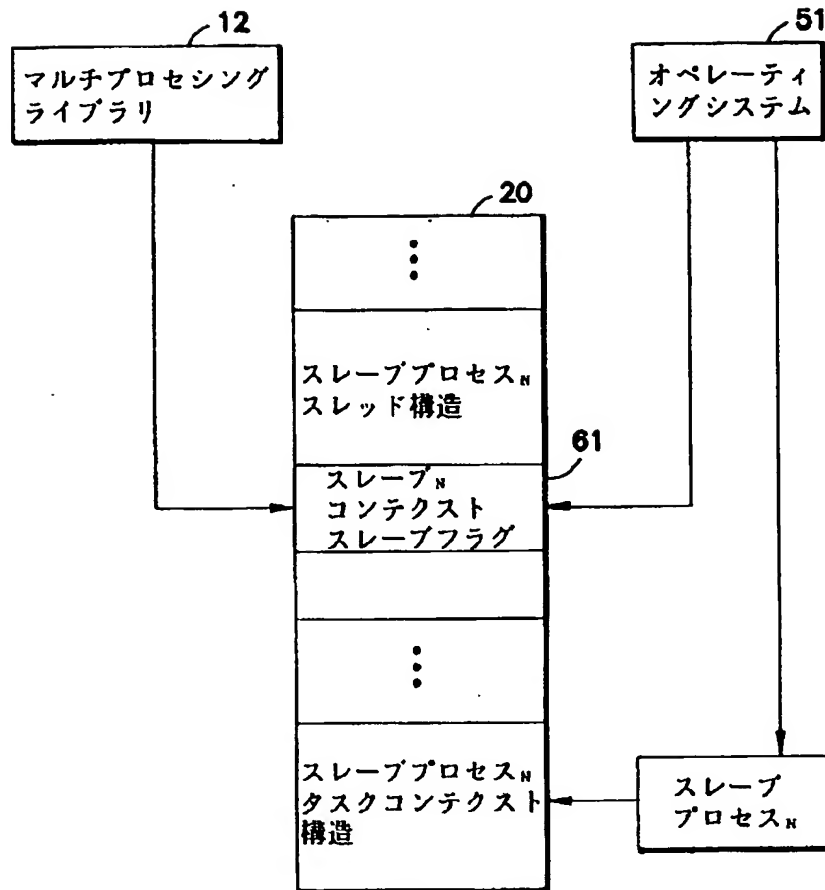 12
マルチプロセシング
ライブラリ
51
オペレーティ
ングシステム
20
スレーブプロセスN
スレッド構造
61
スレーブN
コンテクスト
スレーブフラグ
スレーブプロセスN
タスクコンテクスト
構造
スレーブ
プロセスN